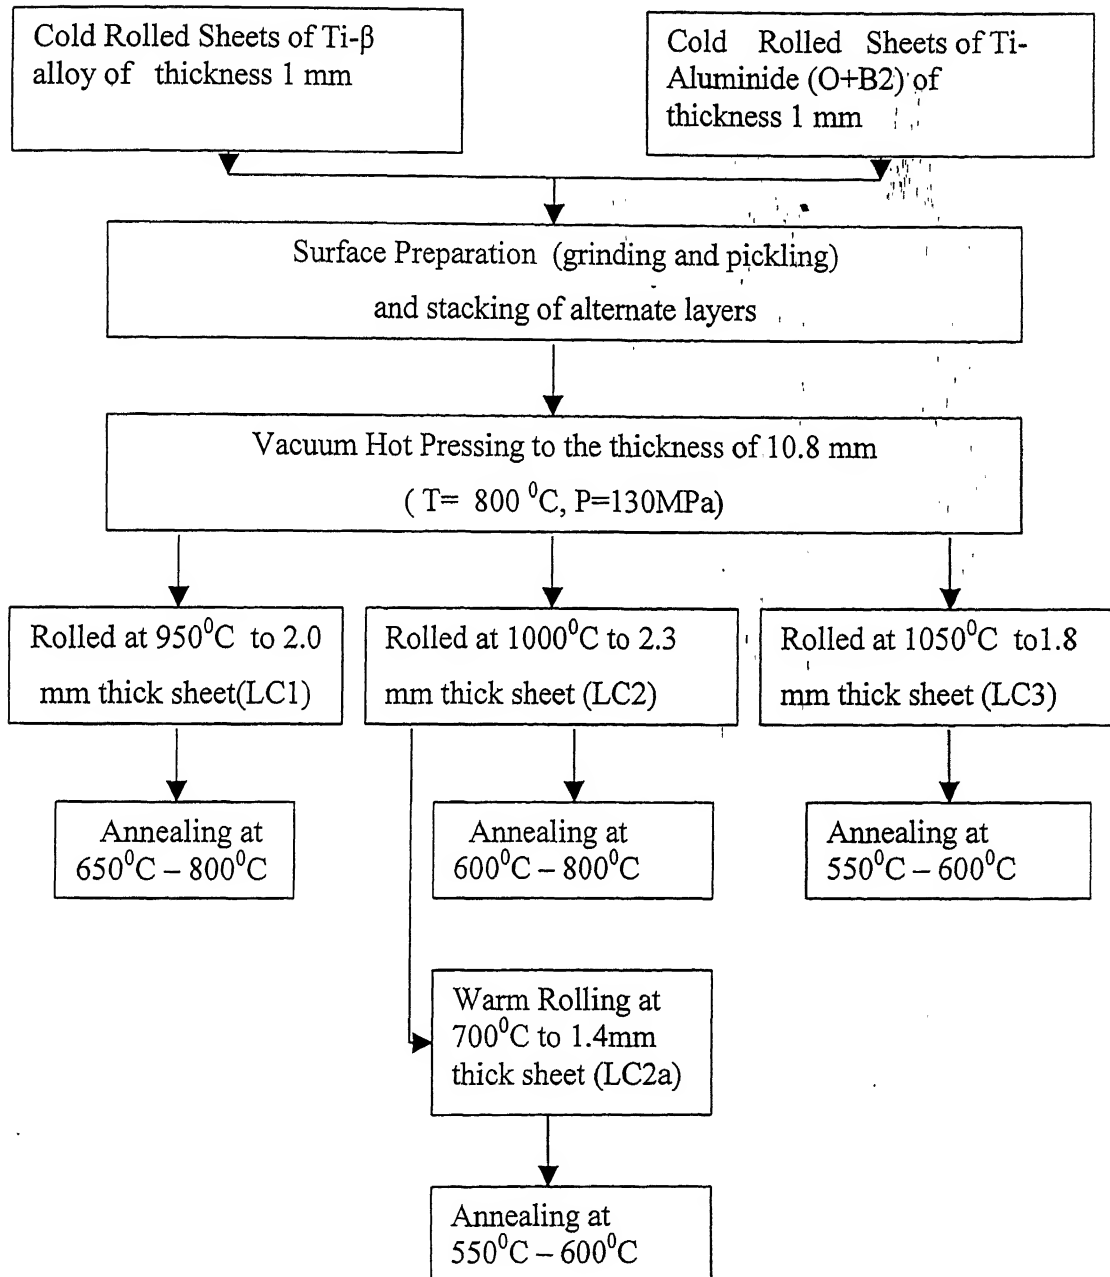 Cold Rolled Sheets of Ti-β
alloy of thickness 1 mm
Cold Rolled Sheets of Ti-
Aluminide (O+B2) of
thickness 1 mm
Surface Preparation (grinding and pickling)
and stacking of alternate layers
Vacuum Hot Pressing to the thickness of 10.8 mm
( T= 800 ⁰C, P=130MPa)
Rolled at 950⁰C to 2.0
mm thick sheet(LC1)
Rolled at 1000⁰C to 2.3
mm thick sheet (LC2)
Rolled at 1050⁰C to1.8
mm thick sheet (LC3)
Annealing at
650⁰C – 800⁰C
Annealing at
600⁰C – 800⁰C
Annealing at
550⁰C – 600⁰C
Warm Rolling at
700⁰C to 1.4mm
thick sheet (LC2a)
Annealing at
550⁰C – 600⁰C